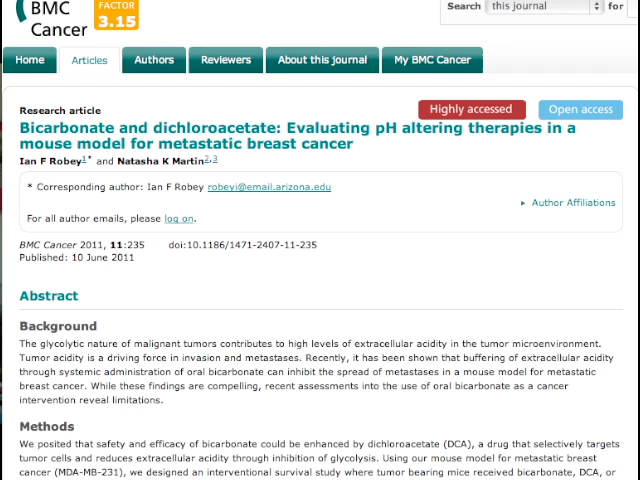 BMC
Cancer
FACTOR
3.15
Search this journal for
Home Articles Authors Reviewers About this journal My BMC Cancer
Research article
Highly accessed Open access
Bicarbonate and dichloroacetate: Evaluating pH altering therapies in a
mouse model for metastatic breast cancer
Ian F Robey1* and Natasha K Martin2,3
* Corresponding author: Ian F Robey robeyi@email.arizona.edu
▸ Author Affiliations
For all author emails, please log on.
BMC Cancer 2011, 11:235 doi:10.1186/1471-2407-11-235
Published: 10 June 2011
Abstract
Background
The glycolytic nature of malignant tumors contributes to high levels of extracellular acidity in the tumor microenvironment.
Tumor acidity is a driving force in invasion and metastases. Recently, it has been shown that buffering of extracellular acidity
through systemic administration of oral bicarbonate can inhibit the spread of metastases in a mouse model for metastatic
breast cancer. While these findings are compelling, recent assessments into the use of oral bicarbonate as a cancer
intervention reveal limitations.
Methods
We posited that safety and efficacy of bicarbonate could be enhanced by dichloroacetate (DCA), a drug that selectively targets
tumor cells and reduces extracellular acidity through inhibition of glycolysis. Using our mouse model for metastatic breast
cancer (MDA-MB-231), we designed an interventional survival study where tumor bearing mice received bicarbonate, DCA, or